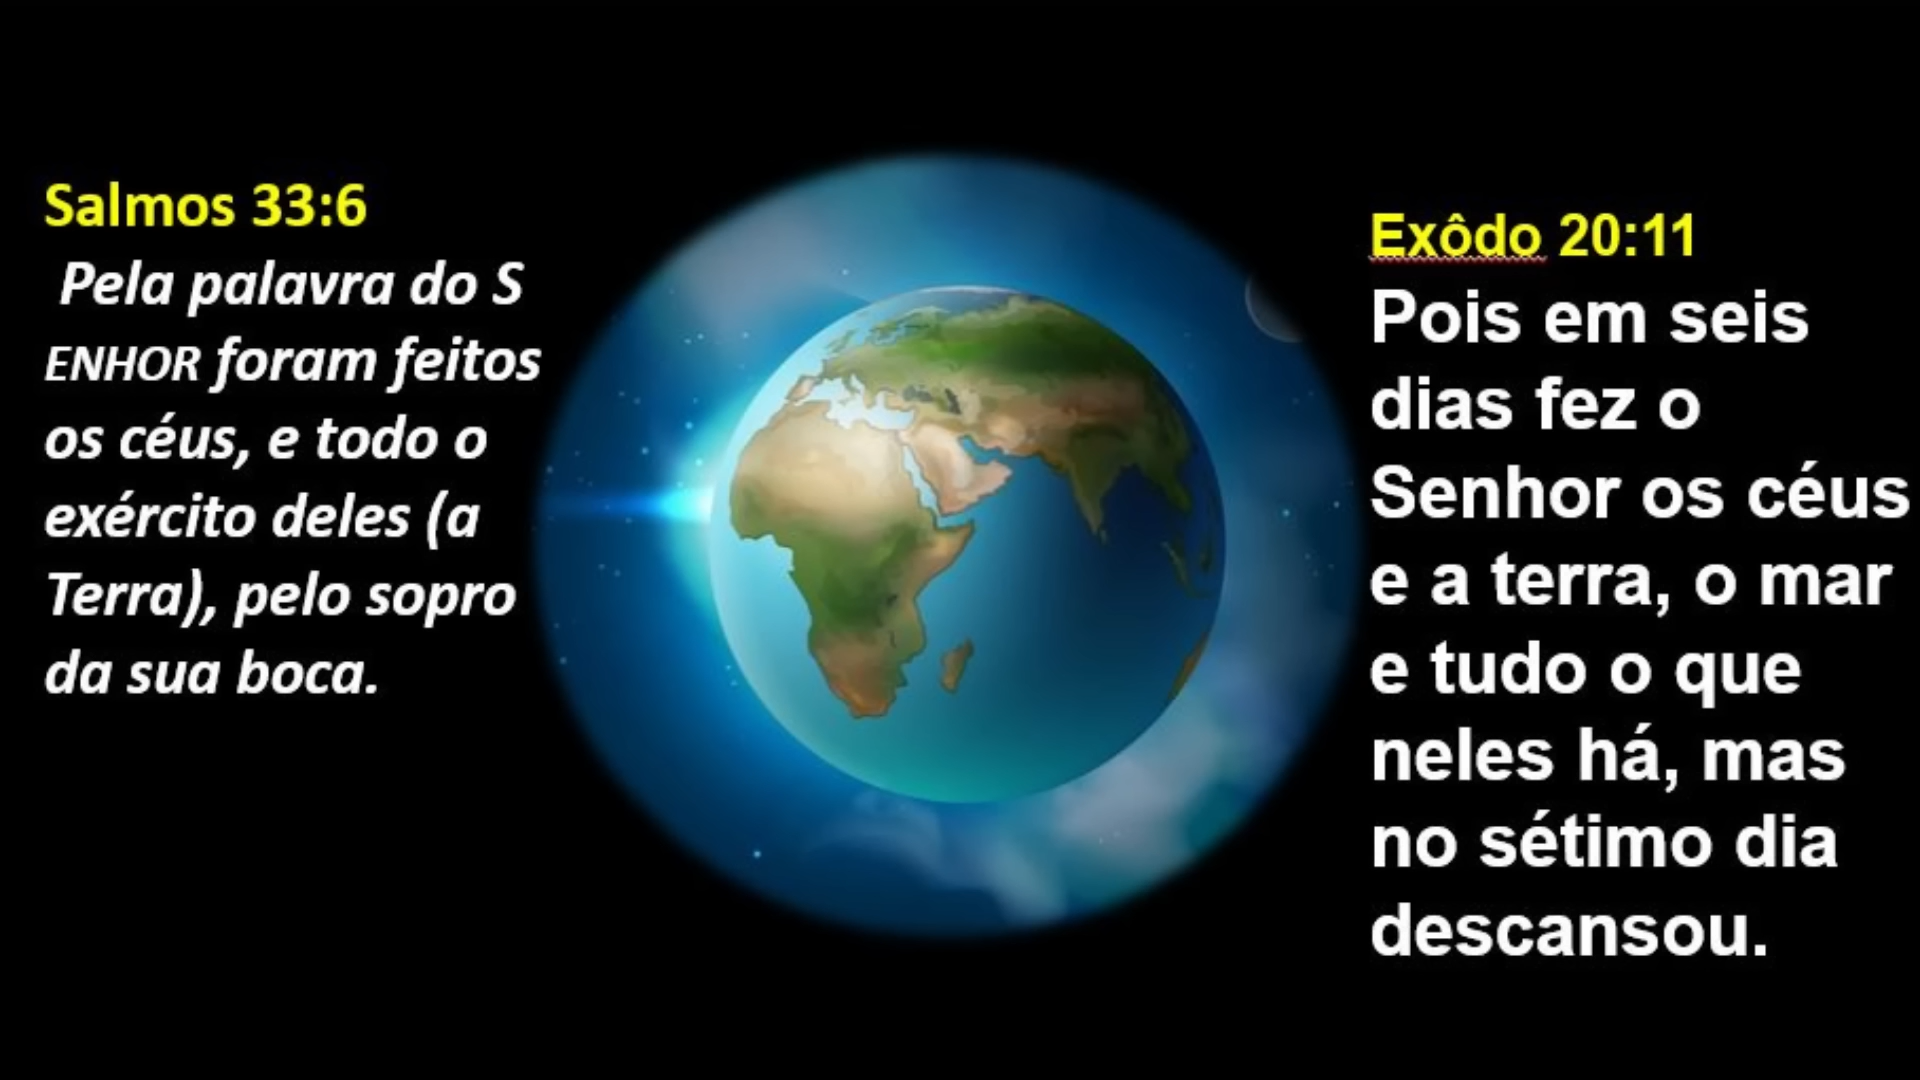 Salmos 33:6
Pela palavra do S
ENHOR foram feitos
os céus, e todo o
exército deles (a
Terra), pelo sopro
da sua boca.
Exôdo 20:11
Pois em seis
dias fez o
Senhor os céus
e a terra, o mar
e tudo o que
neles há, mas
no sétimo dia
descansou.